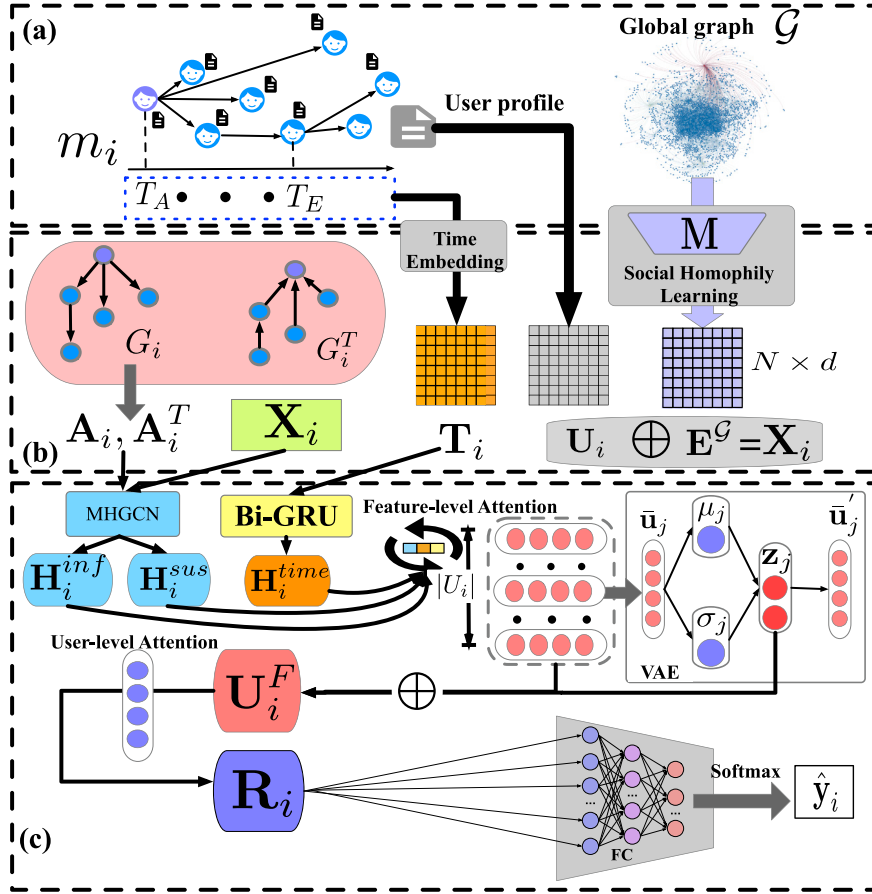 (a)
Global graph 𝒢
User profile
m_i
T_A • • • T_E
Time
Embedding
M
Social Homophily
Learning
G_i
G_i^T
N × d
A_i, A_i^T
X_i
T_i
U_i ⊕ E^𝒢 = X_i
(b)
MHGCN
Bi-GRU
Feature-level Attention
H_i^{inf}
H_i^{sus}
H_i^{time}
|U_i|
ū_j
μ_j
σ_j
z_j
ū_j^'
VAE
User-level Attention
U_i^F
R_i
...
...
...
...
FC
Softmax
ŷ_i
(c)